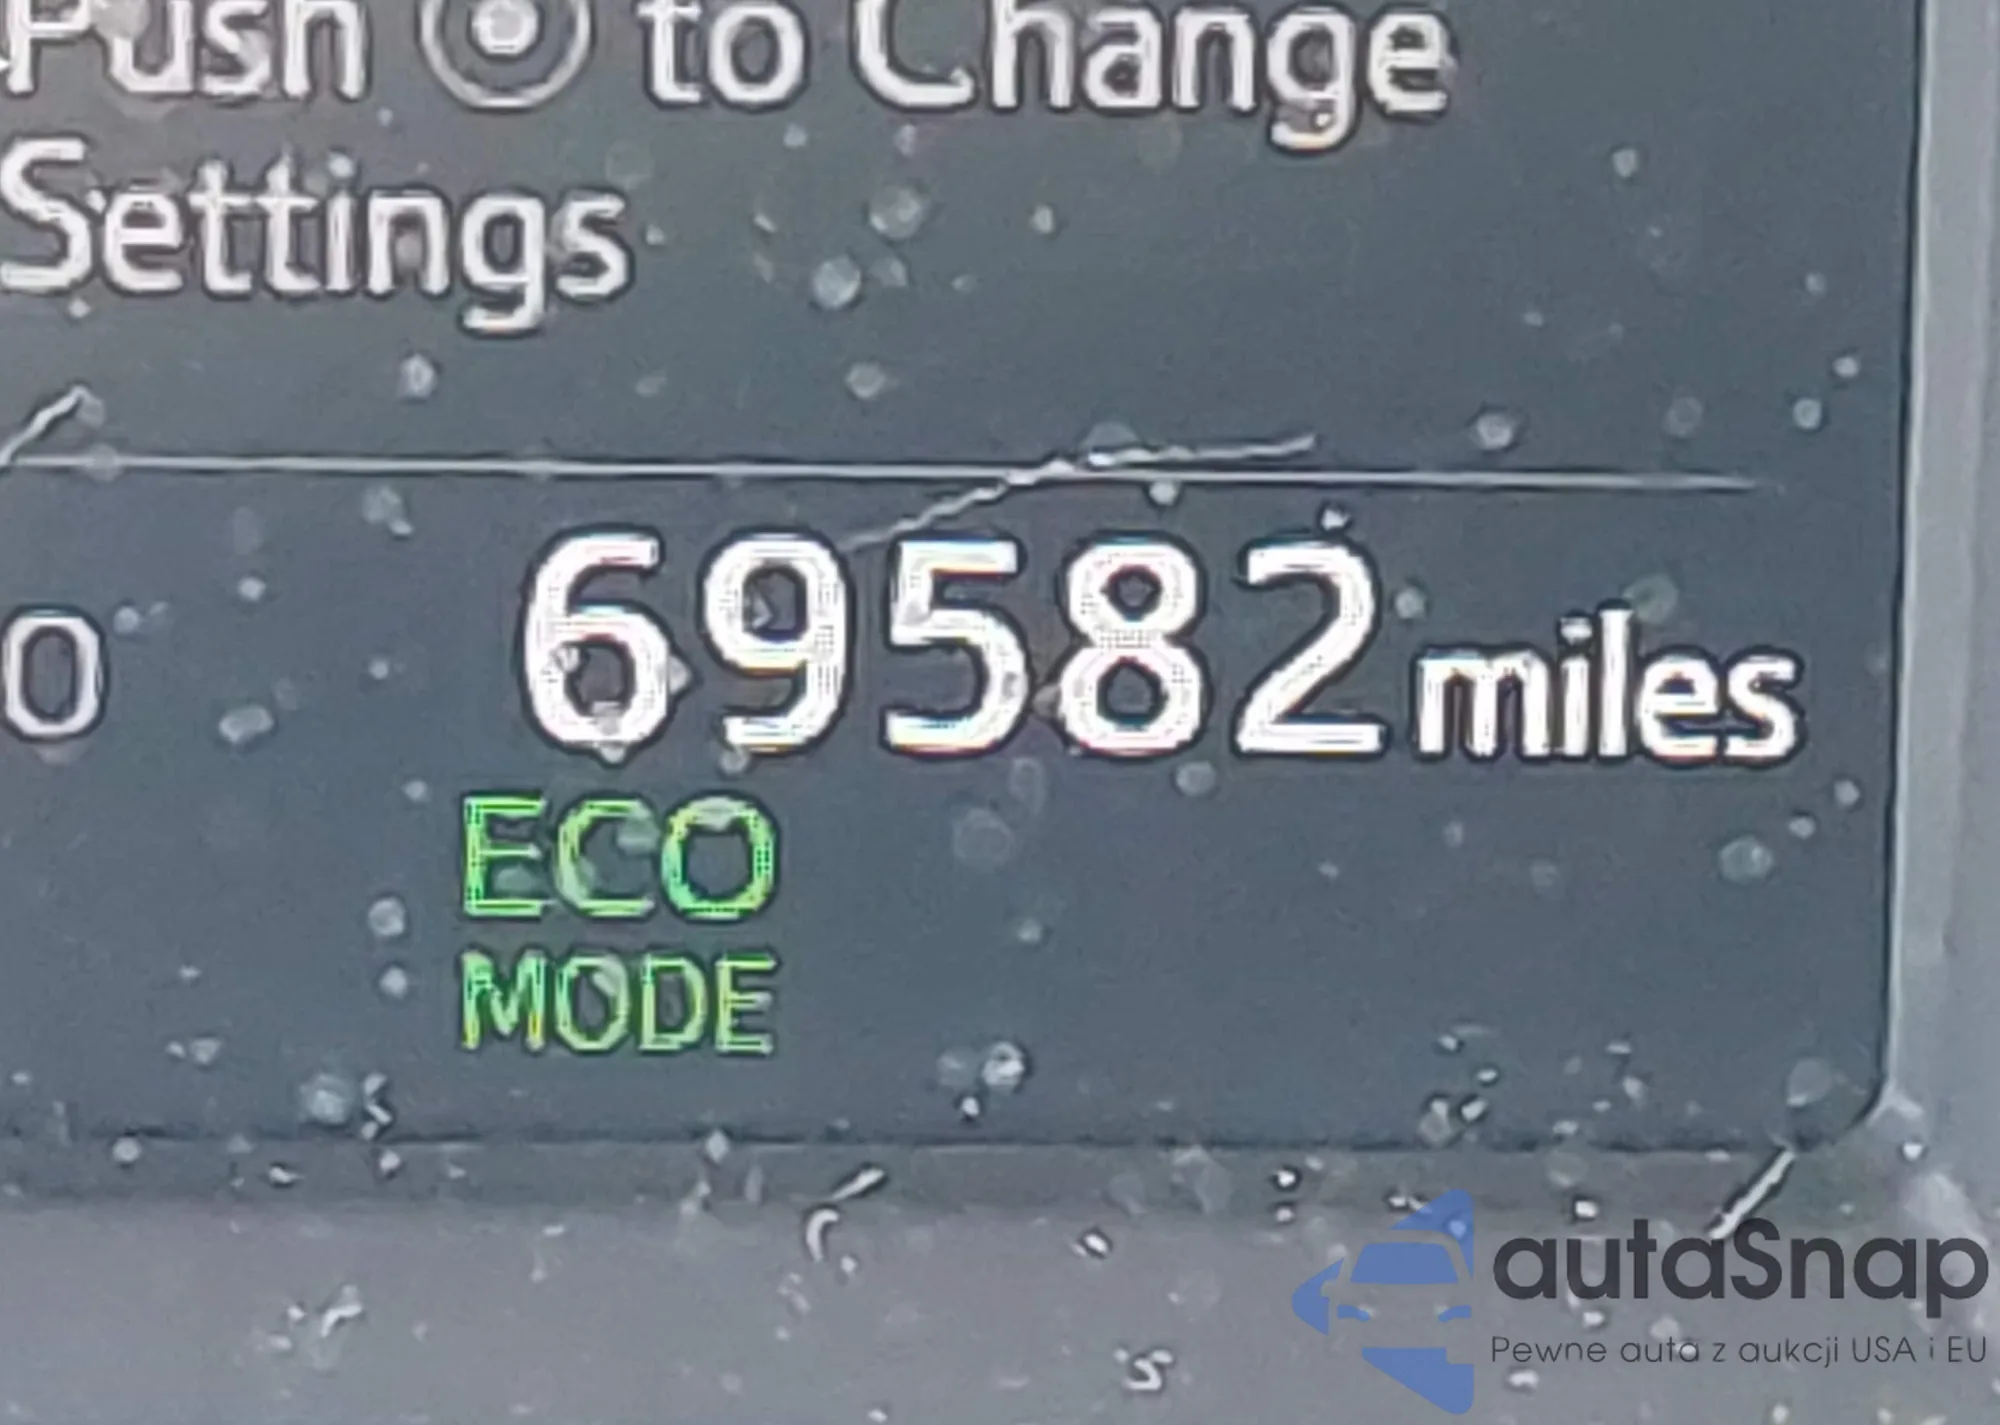 Push to Change
Settings
0 69582 miles
ECO
MODE
autaSnap
Pewne auta z aukcji USA i EU